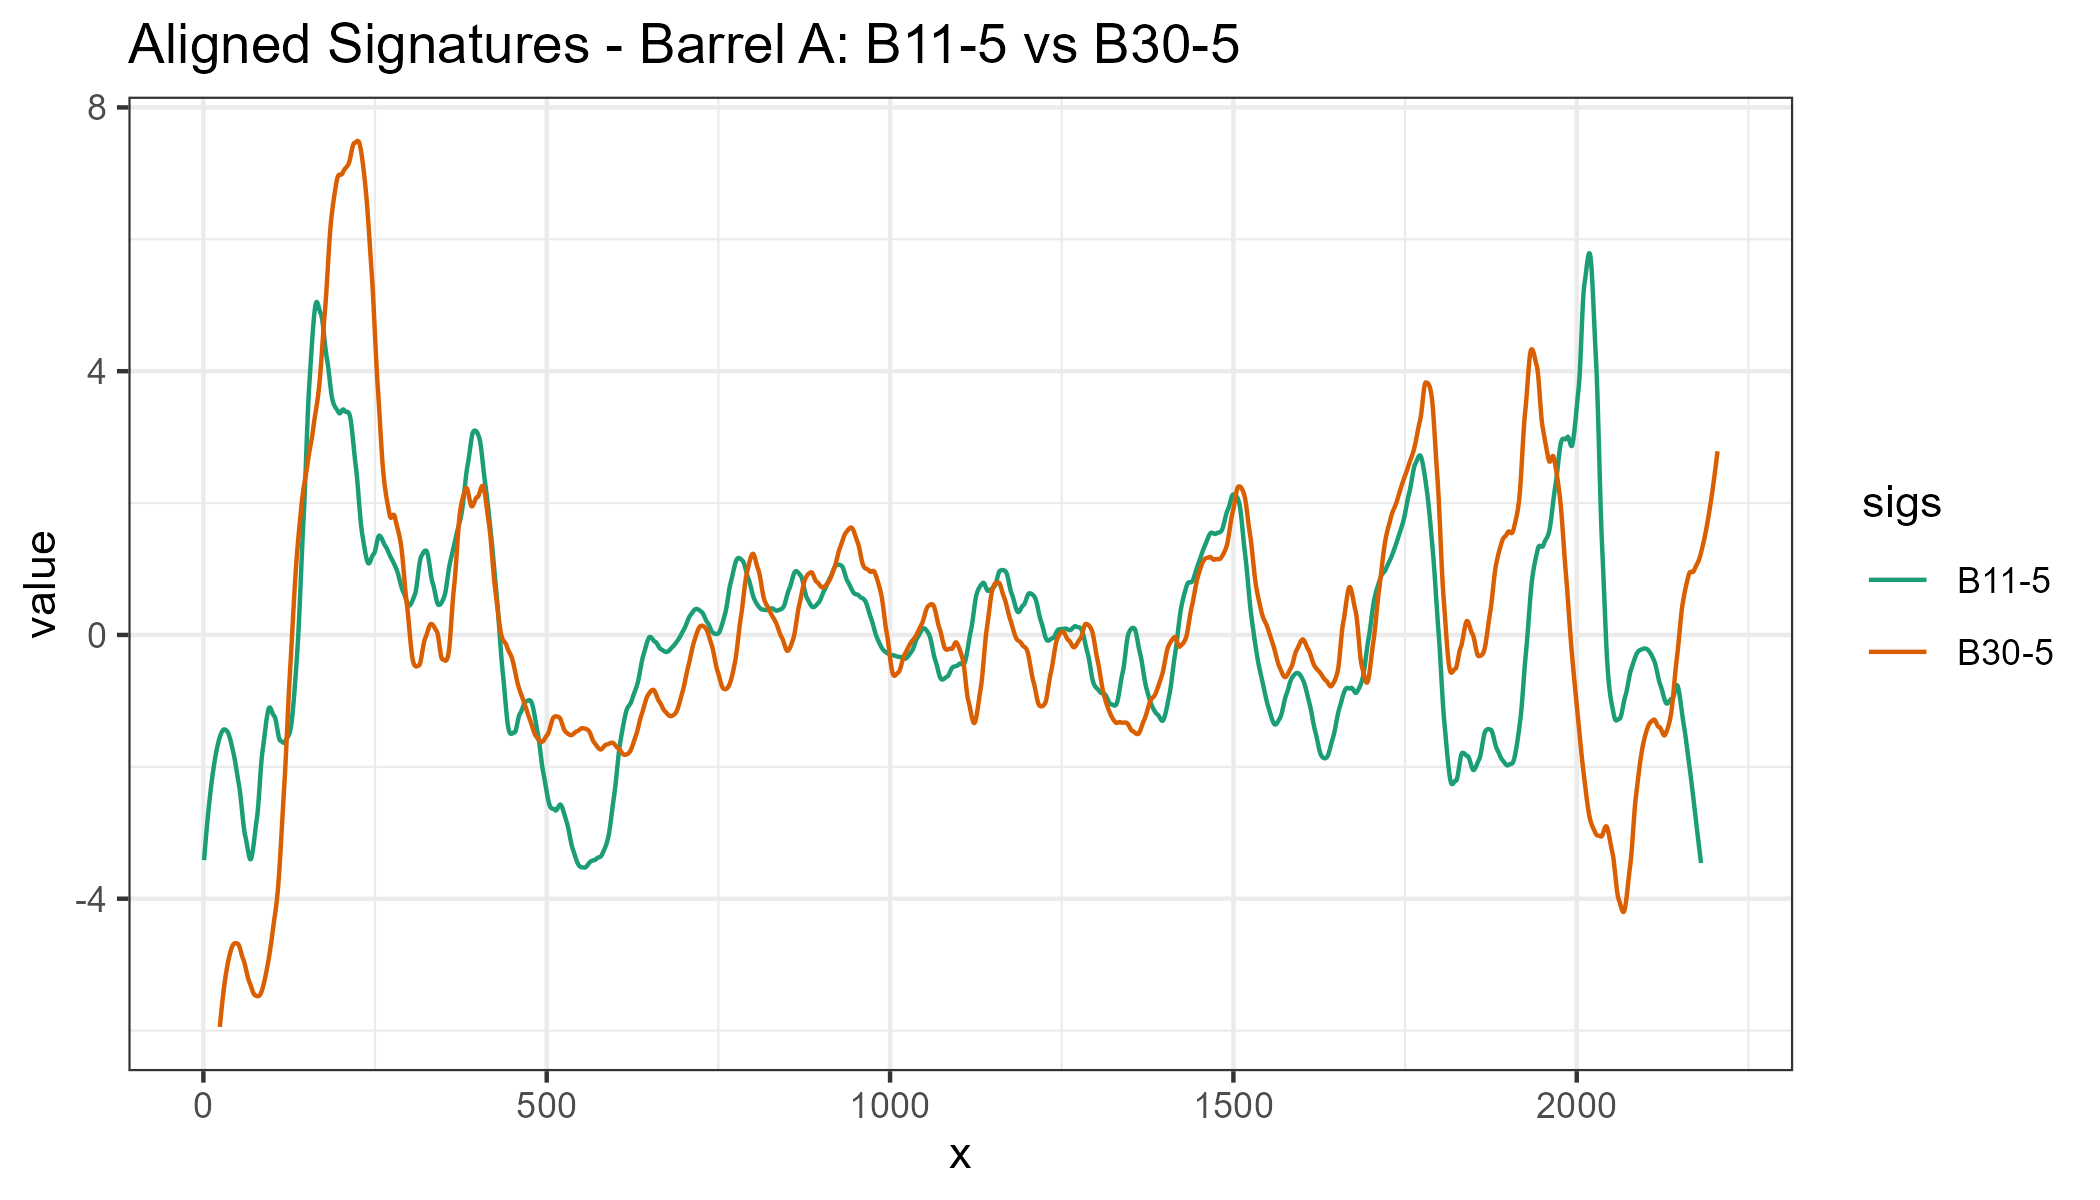 Aligned Signatures - Barrel A: B11-5 vs B30-5
8
4
0
-4
value
0 500 1000 1500 2000
x
sigs
B11-5
B30-5